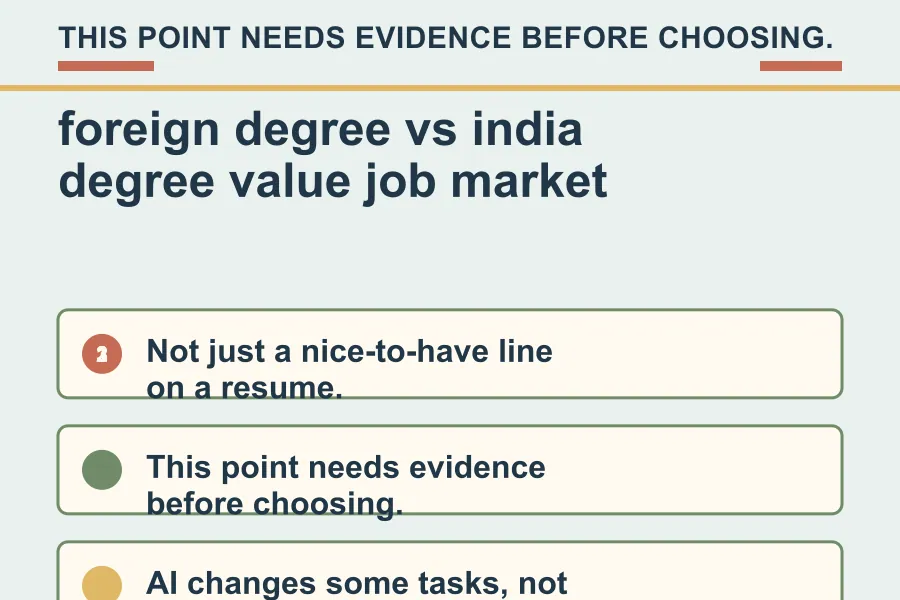 THIS POINT NEEDS EVIDENCE BEFORE CHOOSING.
foreign degree vs india
degree value job market
Not just a nice-to-have line
on a resume.
This point needs evidence
before choosing.
AI changes some tasks, not